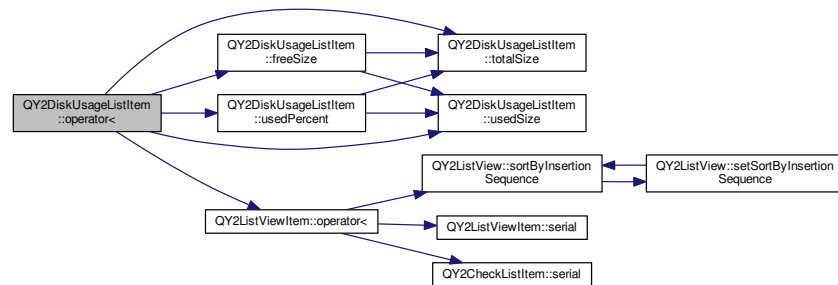 QY2DiskUsageListItem
::operator<
QY2DiskUsageListItem
::freeSize
QY2DiskUsageListItem
::usedPercent
QY2DiskUsageListItem
::totalSize
QY2DiskUsageListItem
::usedSize
QY2ListViewItem::operator<
QY2ListView::sortByInsertion
Sequence
QY2ListView::setSortByInsertion
Sequence
QY2ListViewItem::serial
QY2CheckListItem::serial